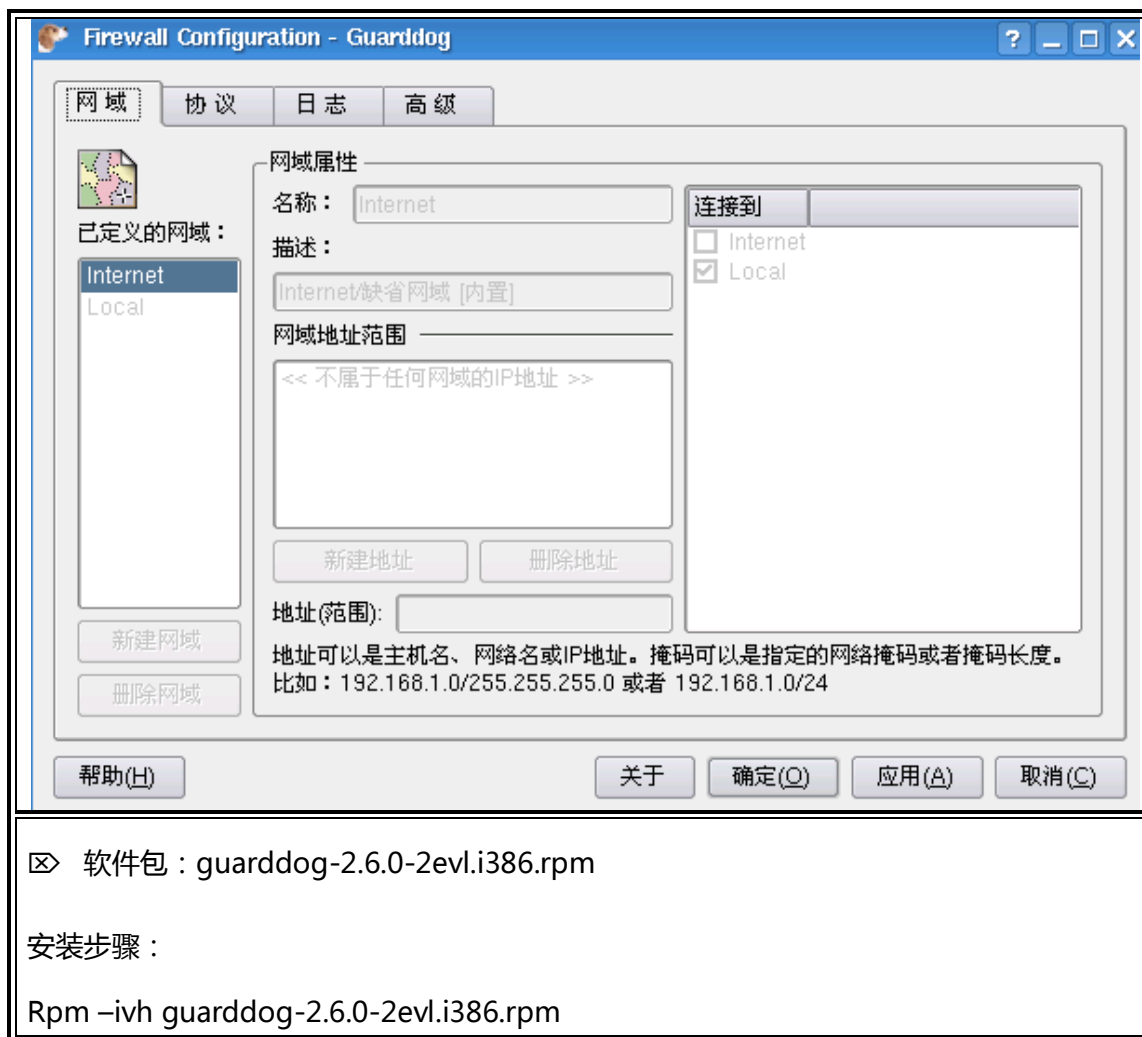 Firewall Configuration - Guarddog
网域 协议 日志 高级
网域属性
名称： Internet
连接到
已定义的网域：
描述：
Internet
Local
Internet
Local
Internet/缺省网域 [内置]
网域地址范围
<< 不属于任何网域的IP地址 >>
新建地址 删除地址
地址(范围):
新建网域
删除网域
地址可以是主机名、网络名或IP地址。掩码可以是指定的网络掩码或者掩码长度。
比如：192.168.1.0/255.255.255.0 或者 192.168.1.0/24
帮助(H) 关于 确定(O) 应用(A) 取消(C)
软件包：guarddog-2.6.0-2evl.i386.rpm
安装步骤：
Rpm –ivh guarddog-2.6.0-2evl.i386.rpm